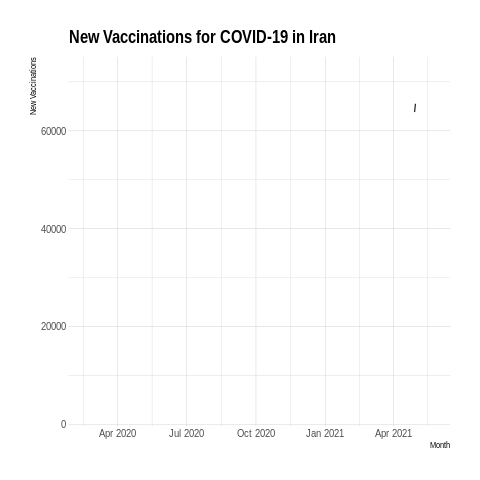 New Vaccinations for COVID-19 in Iran
New Vaccinations
60000
40000
20000
0
Apr 2020 Jul 2020 Oct 2020 Jan 2021 Apr 2021
Month